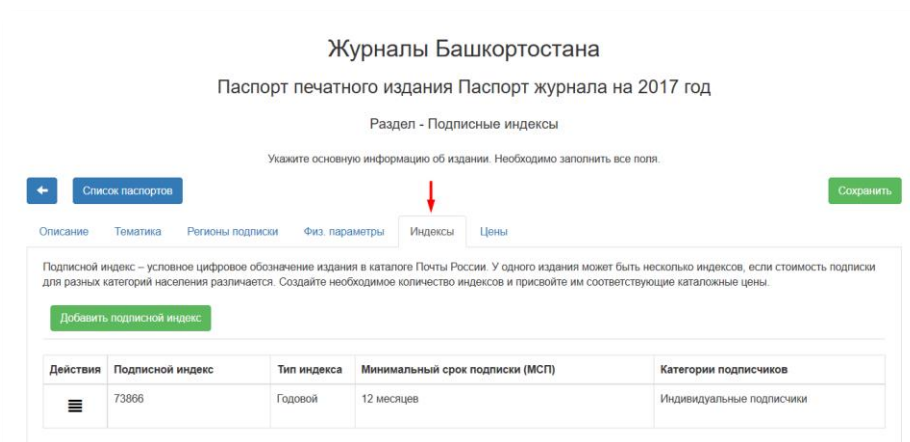 Журналы Башкортостана
Паспорт печатного издания Паспорт журнала на 2017 год
Раздел - Подписные индексы
Укажите основную информацию об издании. Необходимо заполнить все поля.
Список паспортов Сохранить
Описание Тематика Регионы подписки Физ. параметры Индексы Цены
Подписной индекс – условное цифровое обозначение издания в каталоге Почты России. У одного издания может быть несколько индексов, если стоимость подписки
для разных категорий населения различается. Создайте необходимое количество индексов и присвойте им соответствующие каталожные цены.
Добавить подписной индекс
Действия Подписной индекс Тип индекса Минимальный срок подписки (МСП) Категории подписчиков
73866 Годовой 12 месяцев Индивидуальные подписчики